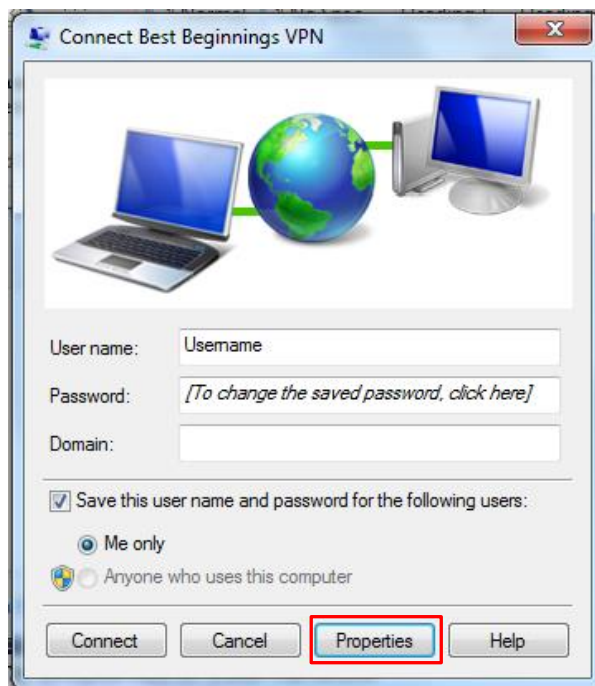 Connect Best Beginnings VPN
User name: Username
Password: [To change the saved password, click here]
Domain:
Save this user name and password for the following users:
Me only
Anyone who uses this computer
Connect Cancel Properties Help